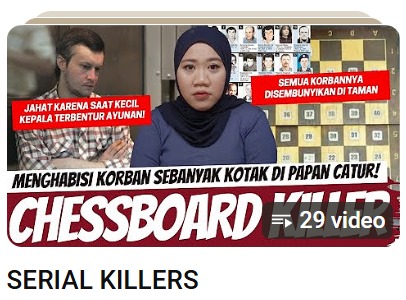 JAHAT KARENA SAAT KECIL
KEPALA TERBENTUR AYUNAN!
SEMUA KORBANNYA
DISEMBUNYIKAN DI TAMAN
MENGHABISI KORBAN SEBANYAK KOTAK DI PAPAN CATUR!
CHESSBOARD KILLER
29 video
SERIAL KILLERS